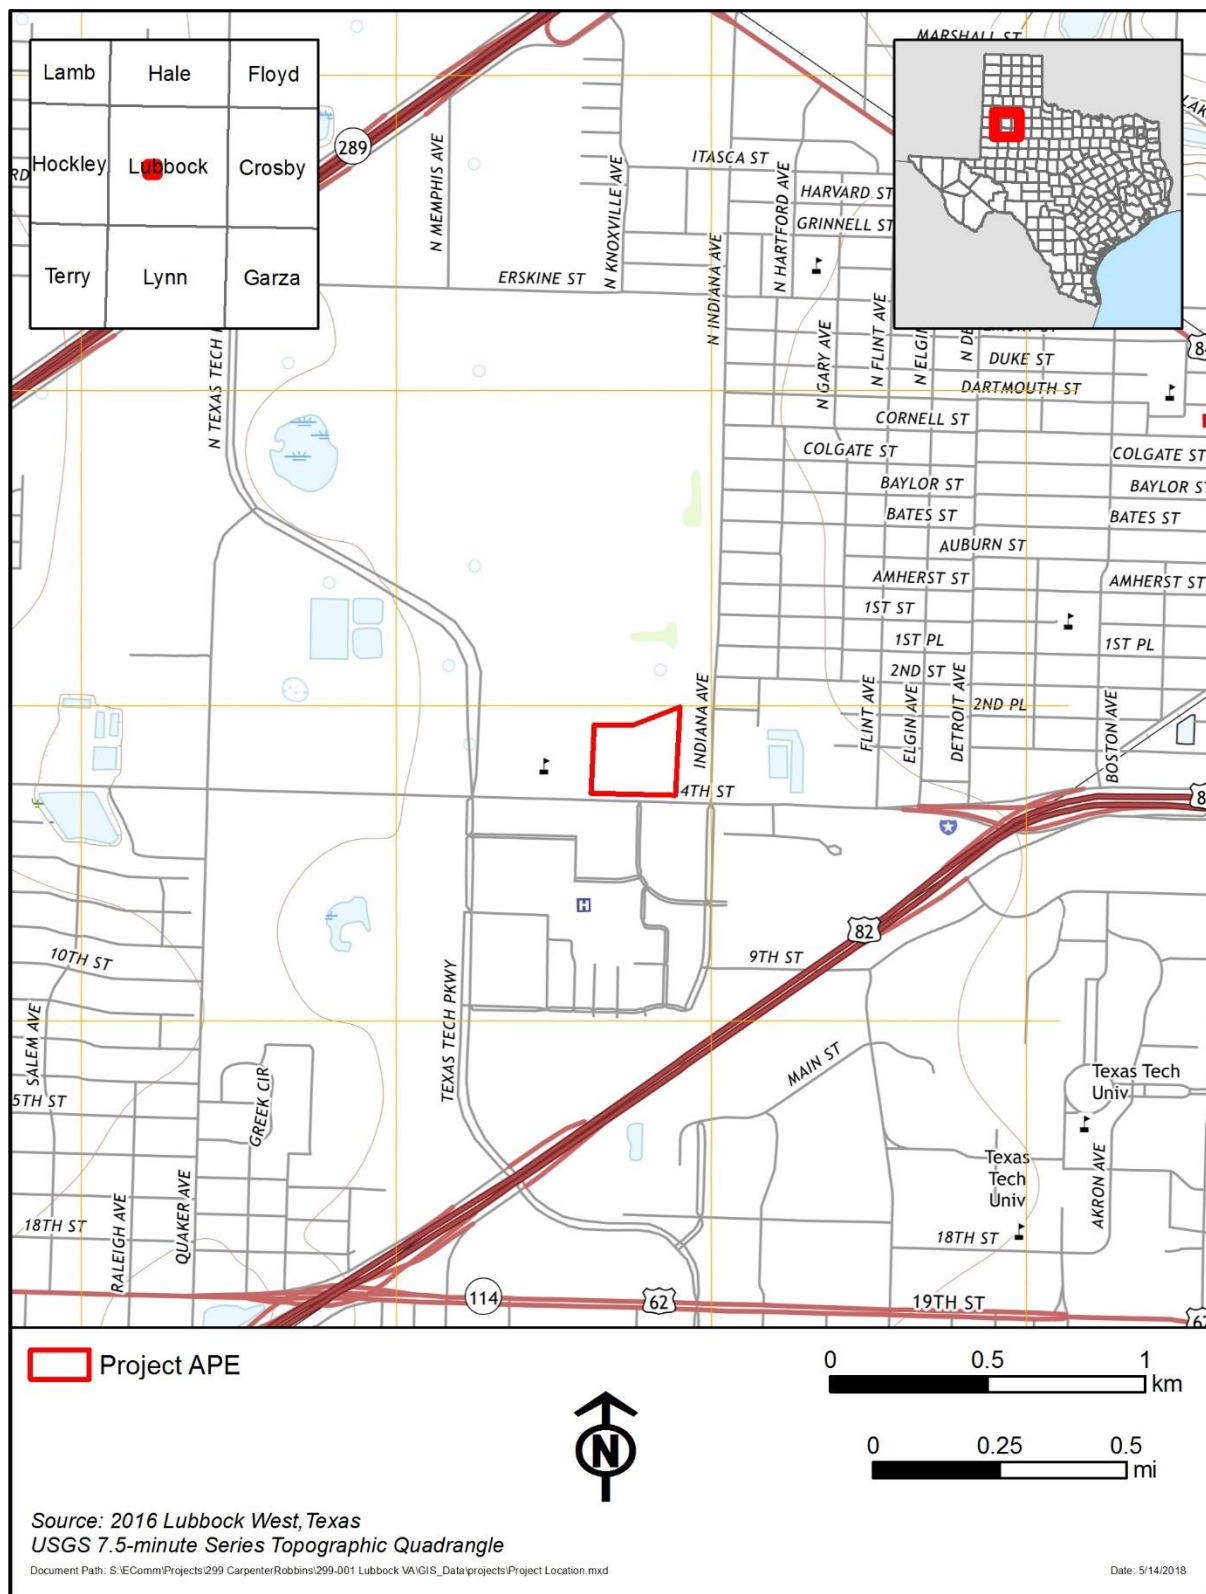 MARSHALL ST
Lamb Hale Floyd
Hockley Lubbock Crosby
Terry Lynn Garza
289
N MEMPHIS AVE
N KNOXVILLE AVE
ITASCA ST
HARVARD ST
GRINNELL ST
N HARTFORD AVE
N INDIANA AVE
ERSKINE ST
N GARY AVE
N FLINT AVE
DUKE ST
DARTMOUTH ST
CORNELL ST
COLGATE ST
COLGATE ST
BAYLOR ST
BAYLOR ST
BATES ST
BATES ST
AUBURN ST
AMHERST ST
AMHERST ST
1ST ST
1ST PL
1ST PL
2ND ST
2ND PL
N TEXAS TECH
INDIANA AVE
FLINT AVE
ELGIN AVE
DETROIT AVE
BOSTON AVE
4TH ST
H
82
9TH ST
10TH ST
SALEM AVE
5TH ST
GREEK CIR
TEXAS TECH PKWY
MAIN ST
Texas Tech
Univ
Texas
Tech
Univ
AKRON AVE
18TH ST
18TH ST
RALEIGH AVE
QUAKER AVE
114
62
19TH ST
62
Project APE
0 0.5 1
km
N
0 0.25 0.5
mi
Source: 2016 Lubbock West,Texas
USGS 7.5-minute Series Topographic Quadrangle
Document Path: S:\EComm\Projects\299 CarpenterRobbins\299-001 Lubbock VA\GIS_Data\projects\Project Location.mxd
Date: 5/14/2018